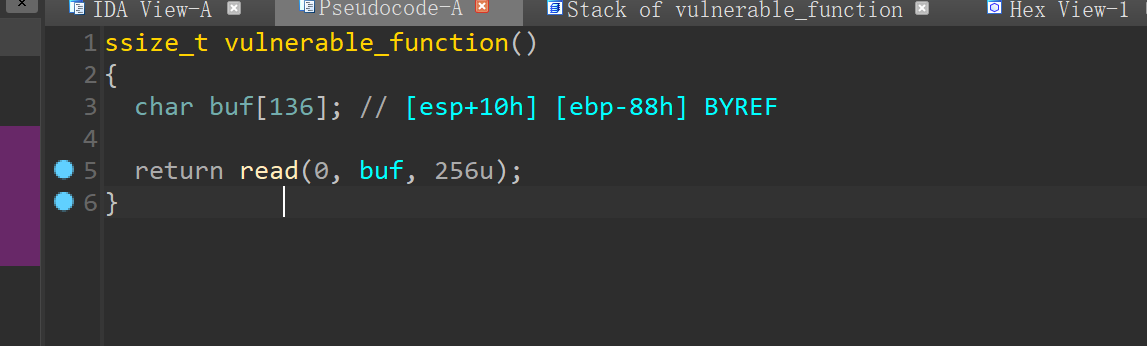 IDA View-A Pseudocode-A Stack of vulnerable_function Hex View-1
1 ssize_t vulnerable_function()
2 {
3 char buf[136]; // [esp+10h] [ebp-88h] BYREF
4
5 return read(0, buf, 256u);
6 }